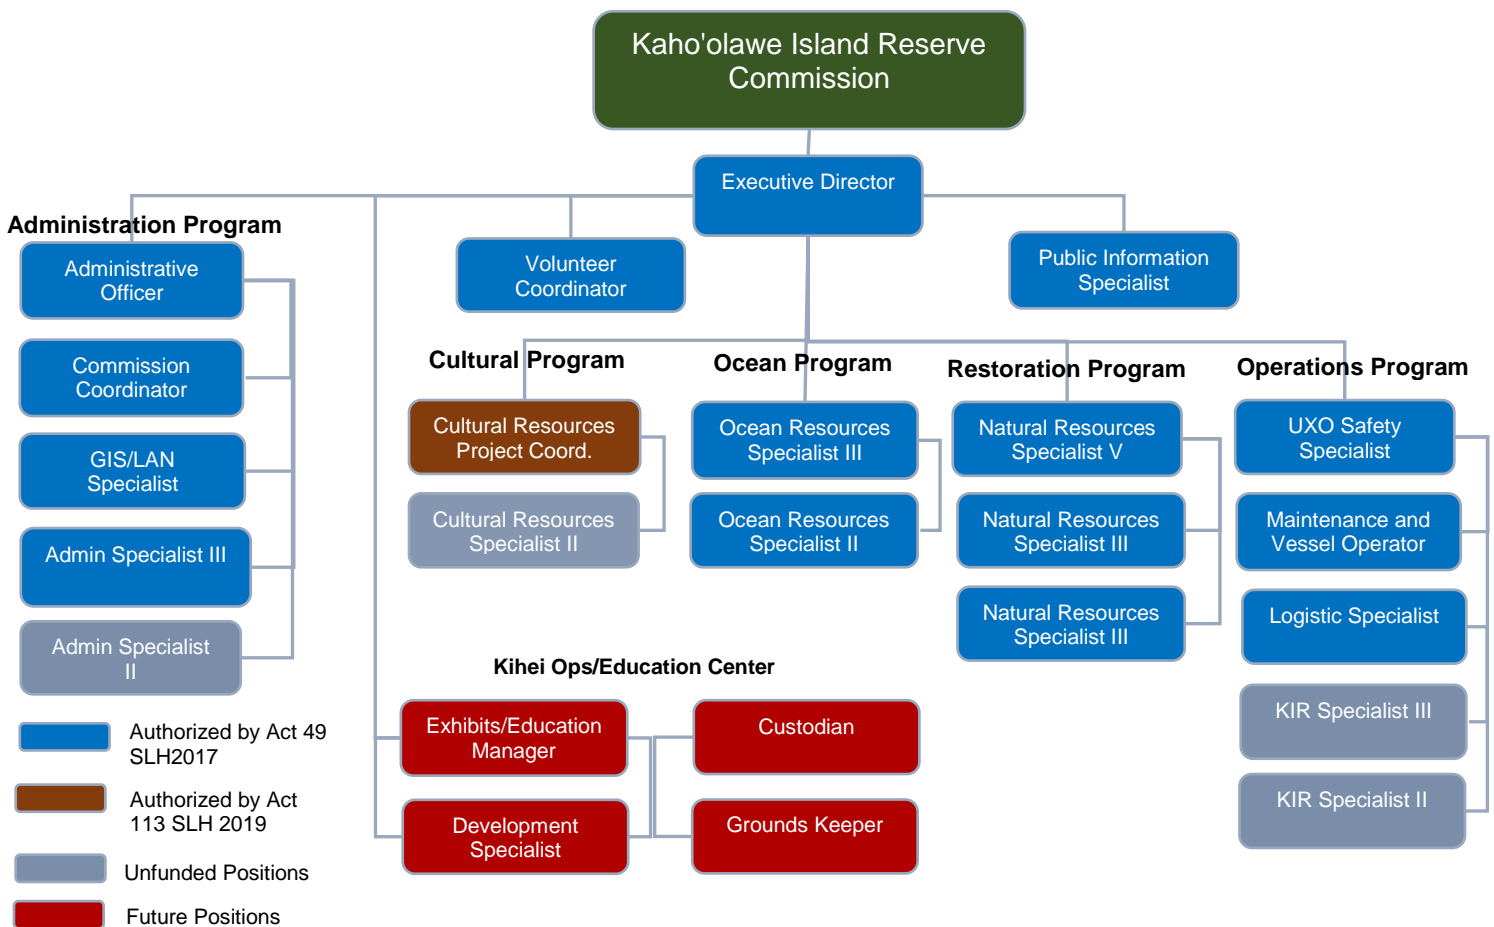 Kaho'olawe Island Reserve
Commission
Executive Director
Administration Program
Administrative
Officer
Volunteer
Coordinator
Public Information
Specialist
Commission
Coordinator
GIS/LAN
Specialist
Admin Specialist III
Admin Specialist
II
Cultural Program
Cultural Resources
Project Coord.
Cultural Resources
Specialist II
Ocean Program
Ocean Resources
Specialist III
Ocean Resources
Specialist II
Restoration Program
Natural Resources
Specialist V
Natural Resources
Specialist III
Natural Resources
Specialist III
Operations Program
UXO Safety
Specialist
Maintenance and
Vessel Operator
Logistic Specialist
KIR Specialist III
KIR Specialist II
Kihei Ops/Education Center
Exhibits/Education
Manager
Custodian
Development
Specialist
Grounds Keeper
Authorized by Act 49
SLH2017
Authorized by Act
113 SLH 2019
Unfunded Positions
Future Positions